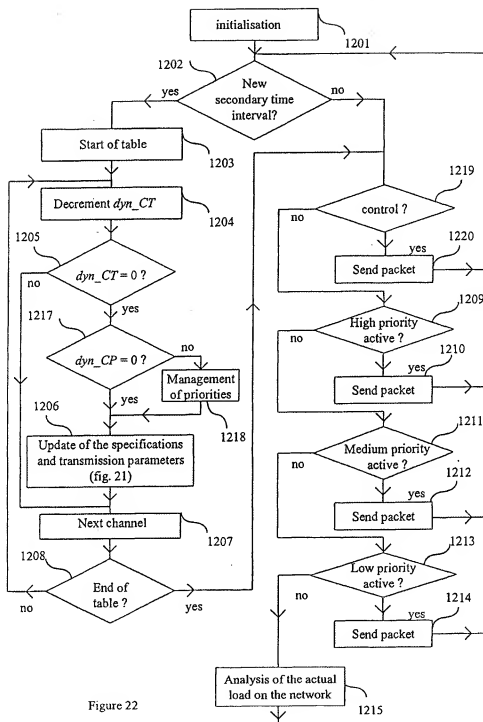 initialisation
1201
1202
New
secondary time
interval?
yes
no
Start of table
1203
Decrement dyn_CT
1204
1205
dyn_CT = 0 ?
no
yes
1217
dyn_CP = 0 ?
no
yes
Management
of priorities
1218
1206
Update of the specifications
and transmission parameters
(fig. 21)
Next channel
1207
1208
End of
table ?
no
yes
1219
control ?
no
yes
1220
Send packet
1209
High priority
active ?
no
yes
1210
Send packet
1211
Medium priority
active ?
no
yes
1212
Send packet
1213
Low priority
active ?
no
yes
1214
Send packet
Analysis of the actual
load on the network
1215
Figure 22